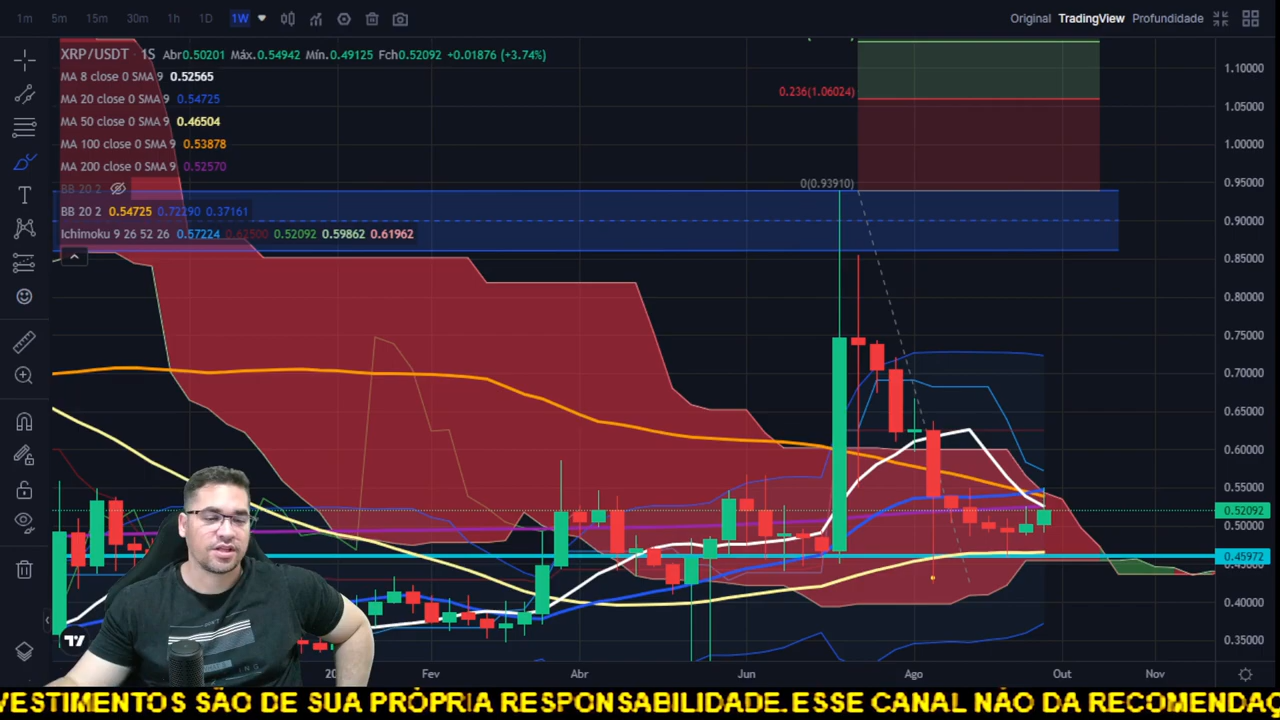 1m 5m 15m 30m 1h 1D 1W Original TradingView Profundidade
XRP/USDT 1S Abr0.50201 Máx.0.54942 Mín.0.49125 Fch0.52092 +0.01876 (+3.74%)
MA 8 close 0 SMA 9 0.52565
MA 20 close 0 SMA 9 0.54725
MA 50 close 0 SMA 9 0.46504
MA 100 close 0 SMA 9 0.53878
MA 200 close 0 SMA 9 0.52570
BB 20 2
BB 20 2 0.54725 0.72290 0.37161
Ichimoku 9 26 52 26 0.57224 0.62500 0.52092 0.59862 0.61962
0.236(1.06024)
0(0.93910)
1.10000
1.05000
1.00000
0.95000
0.90000
0.85000
0.80000
0.75000
0.70000
0.65000
0.60000
0.55000
0.52092
0.50000
0.45972
0.40000
0.35000
Fev Abr Jun Ago Out Nov
VESTIMENTOS SÃO DE SUA PRÓPRIA RESPONSABILIDADE.ESSE CANAL NÃO DA RECOMENDAÇ